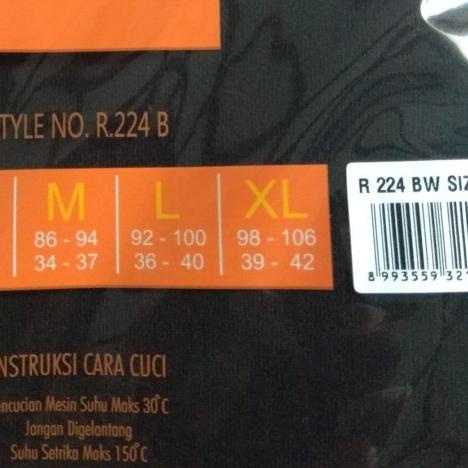 TYLE NO. R.224 B
M L XL
86 - 94 92 - 100 98 - 106
34 - 37 36 - 40 39 - 42
R 224 BW SIZ
8 993559 321
NSTRUKSI CARA CUCI
encucian Mesin Suhu Maks 30°C
Jangan Digelantang
Suhu Setrika Maks 150°C